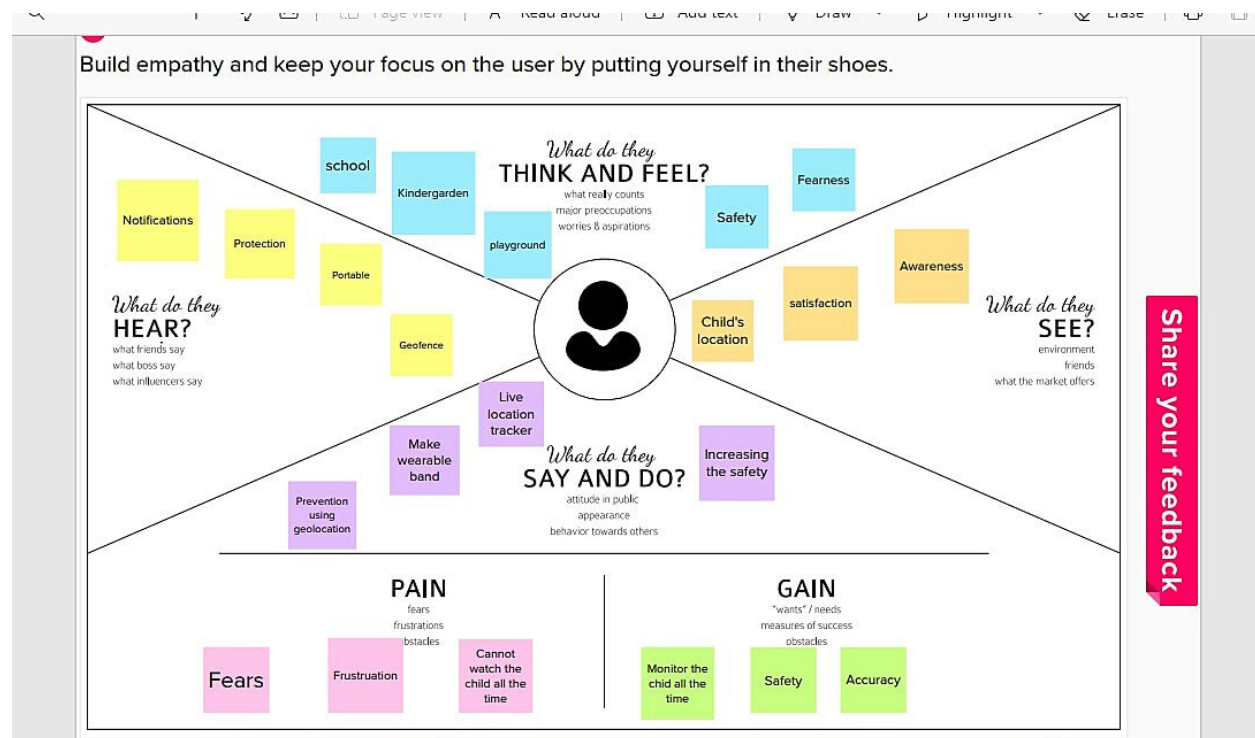 Page view
Read aloud
Add text
Draw
Highlight
Erase
Build empathy and keep your focus on the user by putting yourself in their shoes.
What do they
THINK AND FEEL?
what really counts
major preoccupations
worries & aspirations
school
Kindergarden
playground
Safety
Fearness
What do they
HEAR?
what friends say
what boss say
what influencers say
Notifications
Protection
Portable
Geofence
What do they
SEE?
environment
friends
what the market offers
Child's
location
satisfaction
Awareness
What do they
SAY AND DO?
attitude in public
appearance
behavior towards others
Live
location
tracker
Make
wearable
band
Prevention
using
geolocation
Increasing
the safety
PAIN
fears
frustrations
obstacles
Fears
Frustruation
Cannot
watch the
child all the
time
GAIN
"wants" / needs
measures of success
obstacles
Monitor the
chid all the
time
Safety
Accuracy
Share your feedback